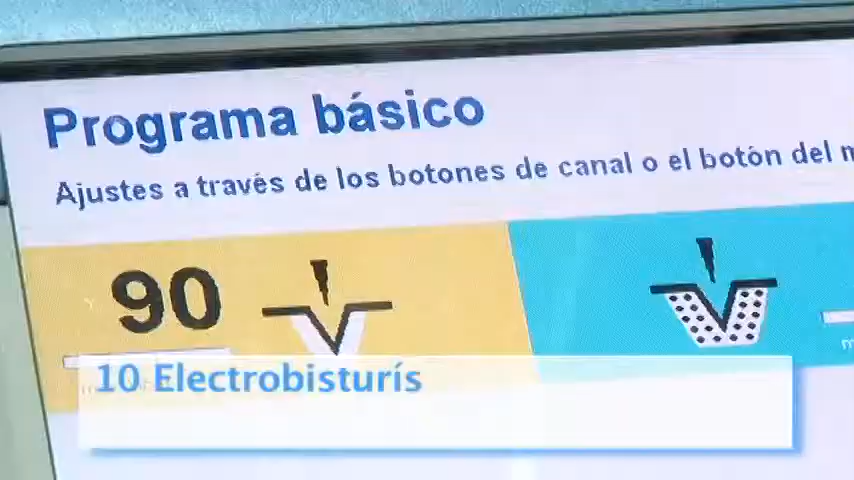 Programa básico
Ajustes a través de los botones de canal o el botón del m
90
10 Electrobisturís